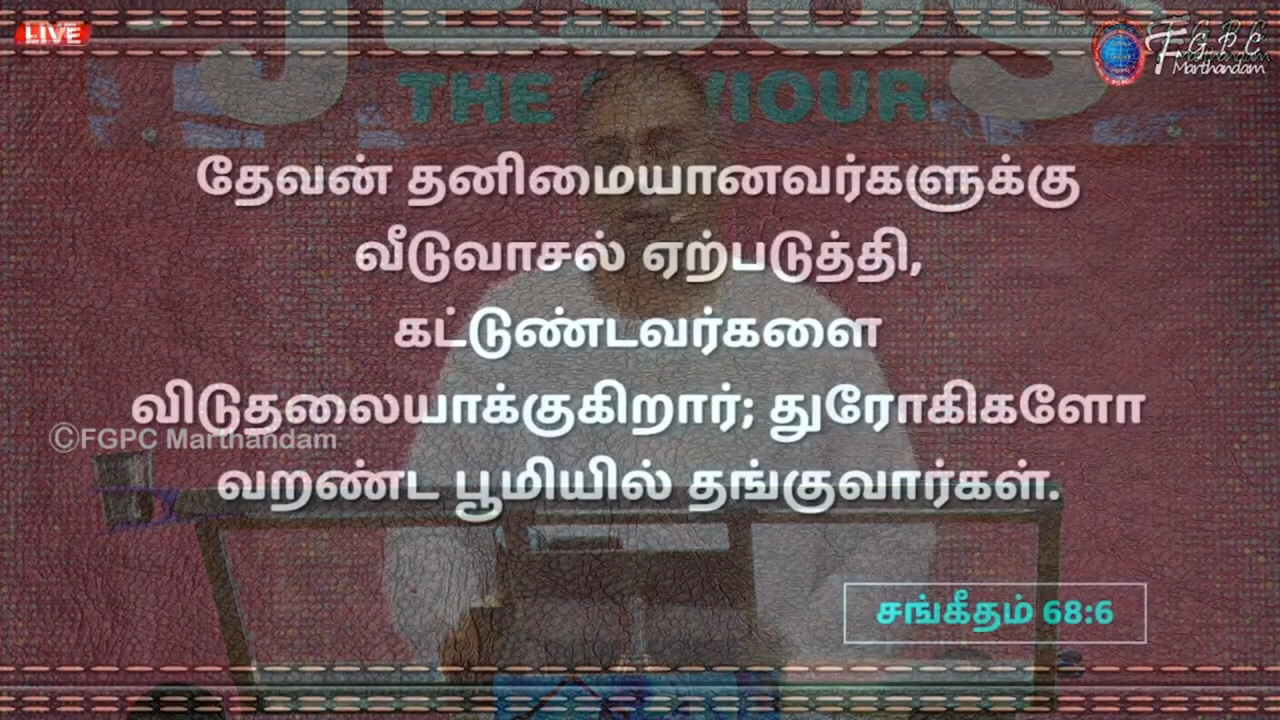 LIVE
JESUS
THE
F G P C
Marthandam
தேவன் தனிமையானவர்களுக்கு
வீடுவாசல் ஏற்படுத்தி,
கட்டுண்டவர்களை
விடுதலையாக்குகிறார்; துரோகிகளோ
©FGPC Marthandam
வறண்ட பூமியில் தங்குவார்கள்.
சங்கீதம் 68:6